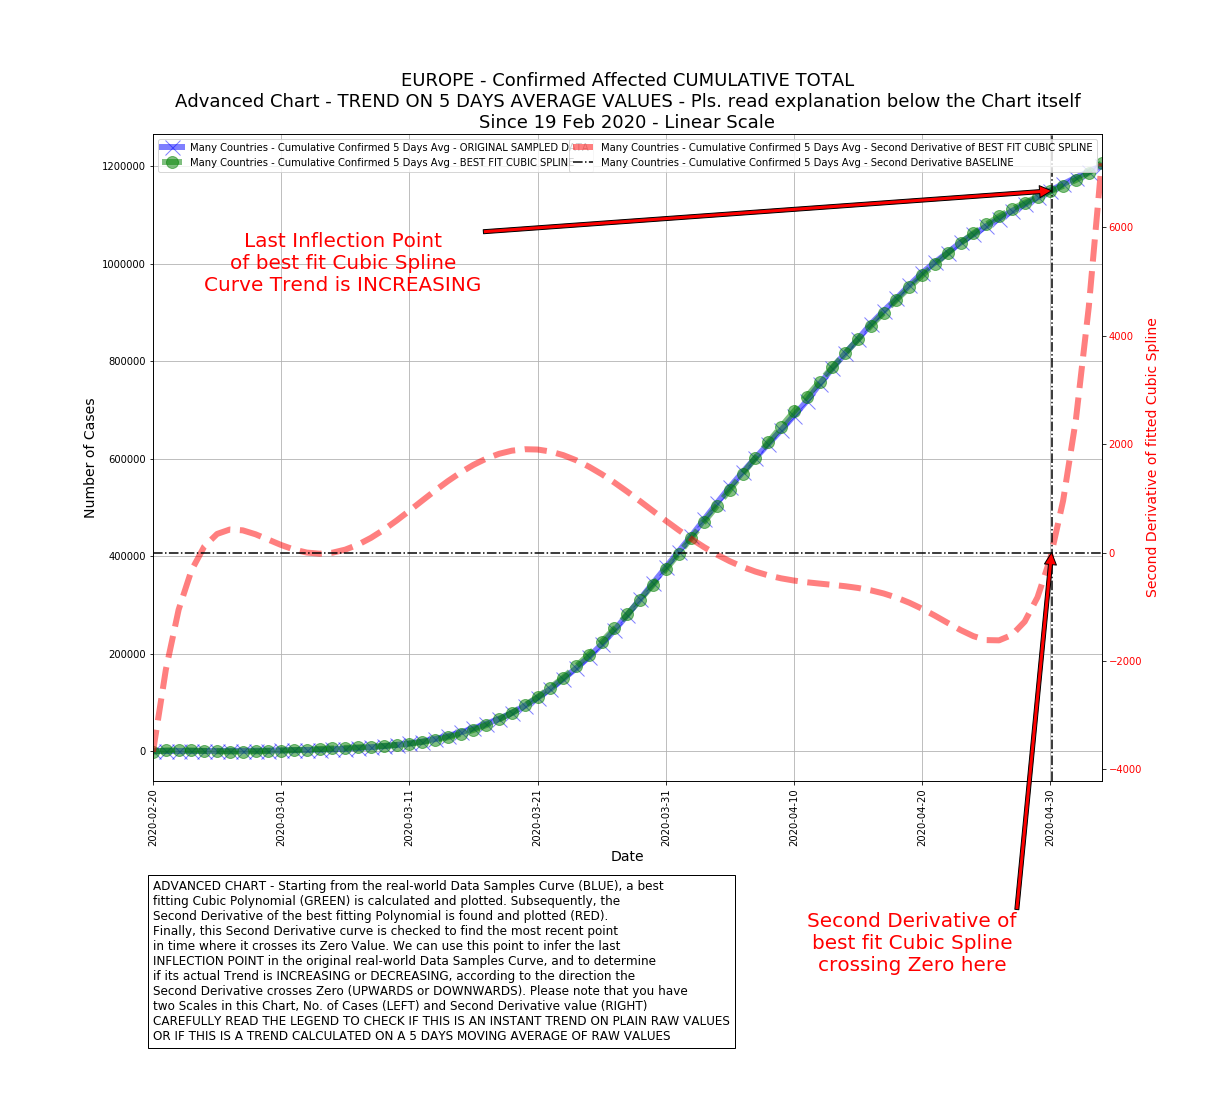 EUROPE - Confirmed Affected CUMULATIVE TOTAL
Advanced Chart - TREND ON 5 DAYS AVERAGE VALUES - Pls. read explanation below the Chart itself
Since 19 Feb 2020 - Linear Scale
Many Countries - Cumulative Confirmed 5 Days Avg - ORIGINAL SAMPLED DATA
Many Countries - Cumulative Confirmed 5 Days Avg - BEST FIT CUBIC SPLIN
Many Countries - Cumulative Confirmed 5 Days Avg - Second Derivative of BEST FIT CUBIC SPLINE
Many Countries - Cumulative Confirmed 5 Days Avg - Second Derivative BASELINE
Last Inflection Point
of best fit Cubic Spline
Curve Trend is INCREASING
Number of Cases
1200000
1000000
800000
600000
400000
200000
0
6000
4000
2000
0
−2000
−4000
Second Derivative of fitted Cubic Spline
2020-02-20
2020-03-01
2020-03-11
2020-03-21
2020-03-31
2020-04-10
2020-04-20
2020-04-30
Date
ADVANCED CHART - Starting from the real-world Data Samples Curve (BLUE), a best
fitting Cubic Polynomial (GREEN) is calculated and plotted. Subsequently, the
Second Derivative of the best fitting Polynomial is found and plotted (RED).
Finally, this Second Derivative curve is checked to find the most recent point
in time where it crosses its Zero Value. We can use this point to infer the last
INFLECTION POINT in the original real-world Data Samples Curve, and to determine
if its actual Trend is INCREASING or DECREASING, according to the direction the
Second Derivative crosses Zero (UPWARDS or DOWNWARDS). Please note that you have
two Scales in this Chart, No. of Cases (LEFT) and Second Derivative value (RIGHT)
CAREFULLY READ THE LEGEND TO CHECK IF THIS IS AN INSTANT TREND ON PLAIN RAW VALUES
OR IF THIS IS A TREND CALCULATED ON A 5 DAYS MOVING AVERAGE OF RAW VALUES
Second Derivative of
best fit Cubic Spline
crossing Zero here